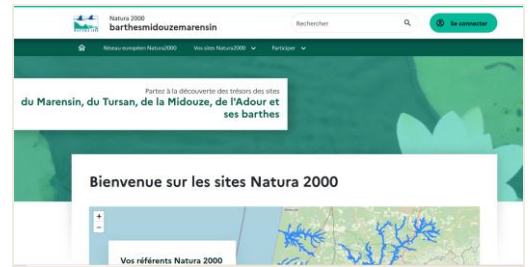 Natura 2000
barthesmidouzemarensin
Rechercher
Se connecter
Réseau européen Natura2000
Vos sites Natura2000
Participer
Partez à la découverte des trésors des sites
du Marensin, du Tursan, de la Midouze, de l'Adour et
ses barthes
Bienvenue sur les sites Natura 2000
+
-
Vos référents Natura 2000